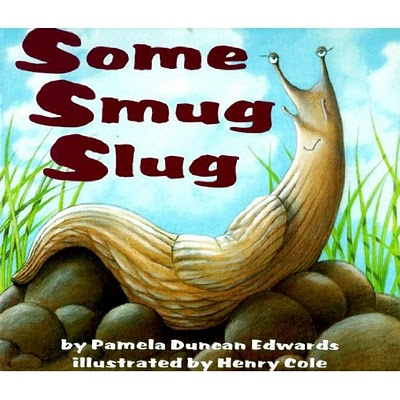 Some
Smug
Slug
by Pamela Duncan Edwards
illustrated by Henry Cole